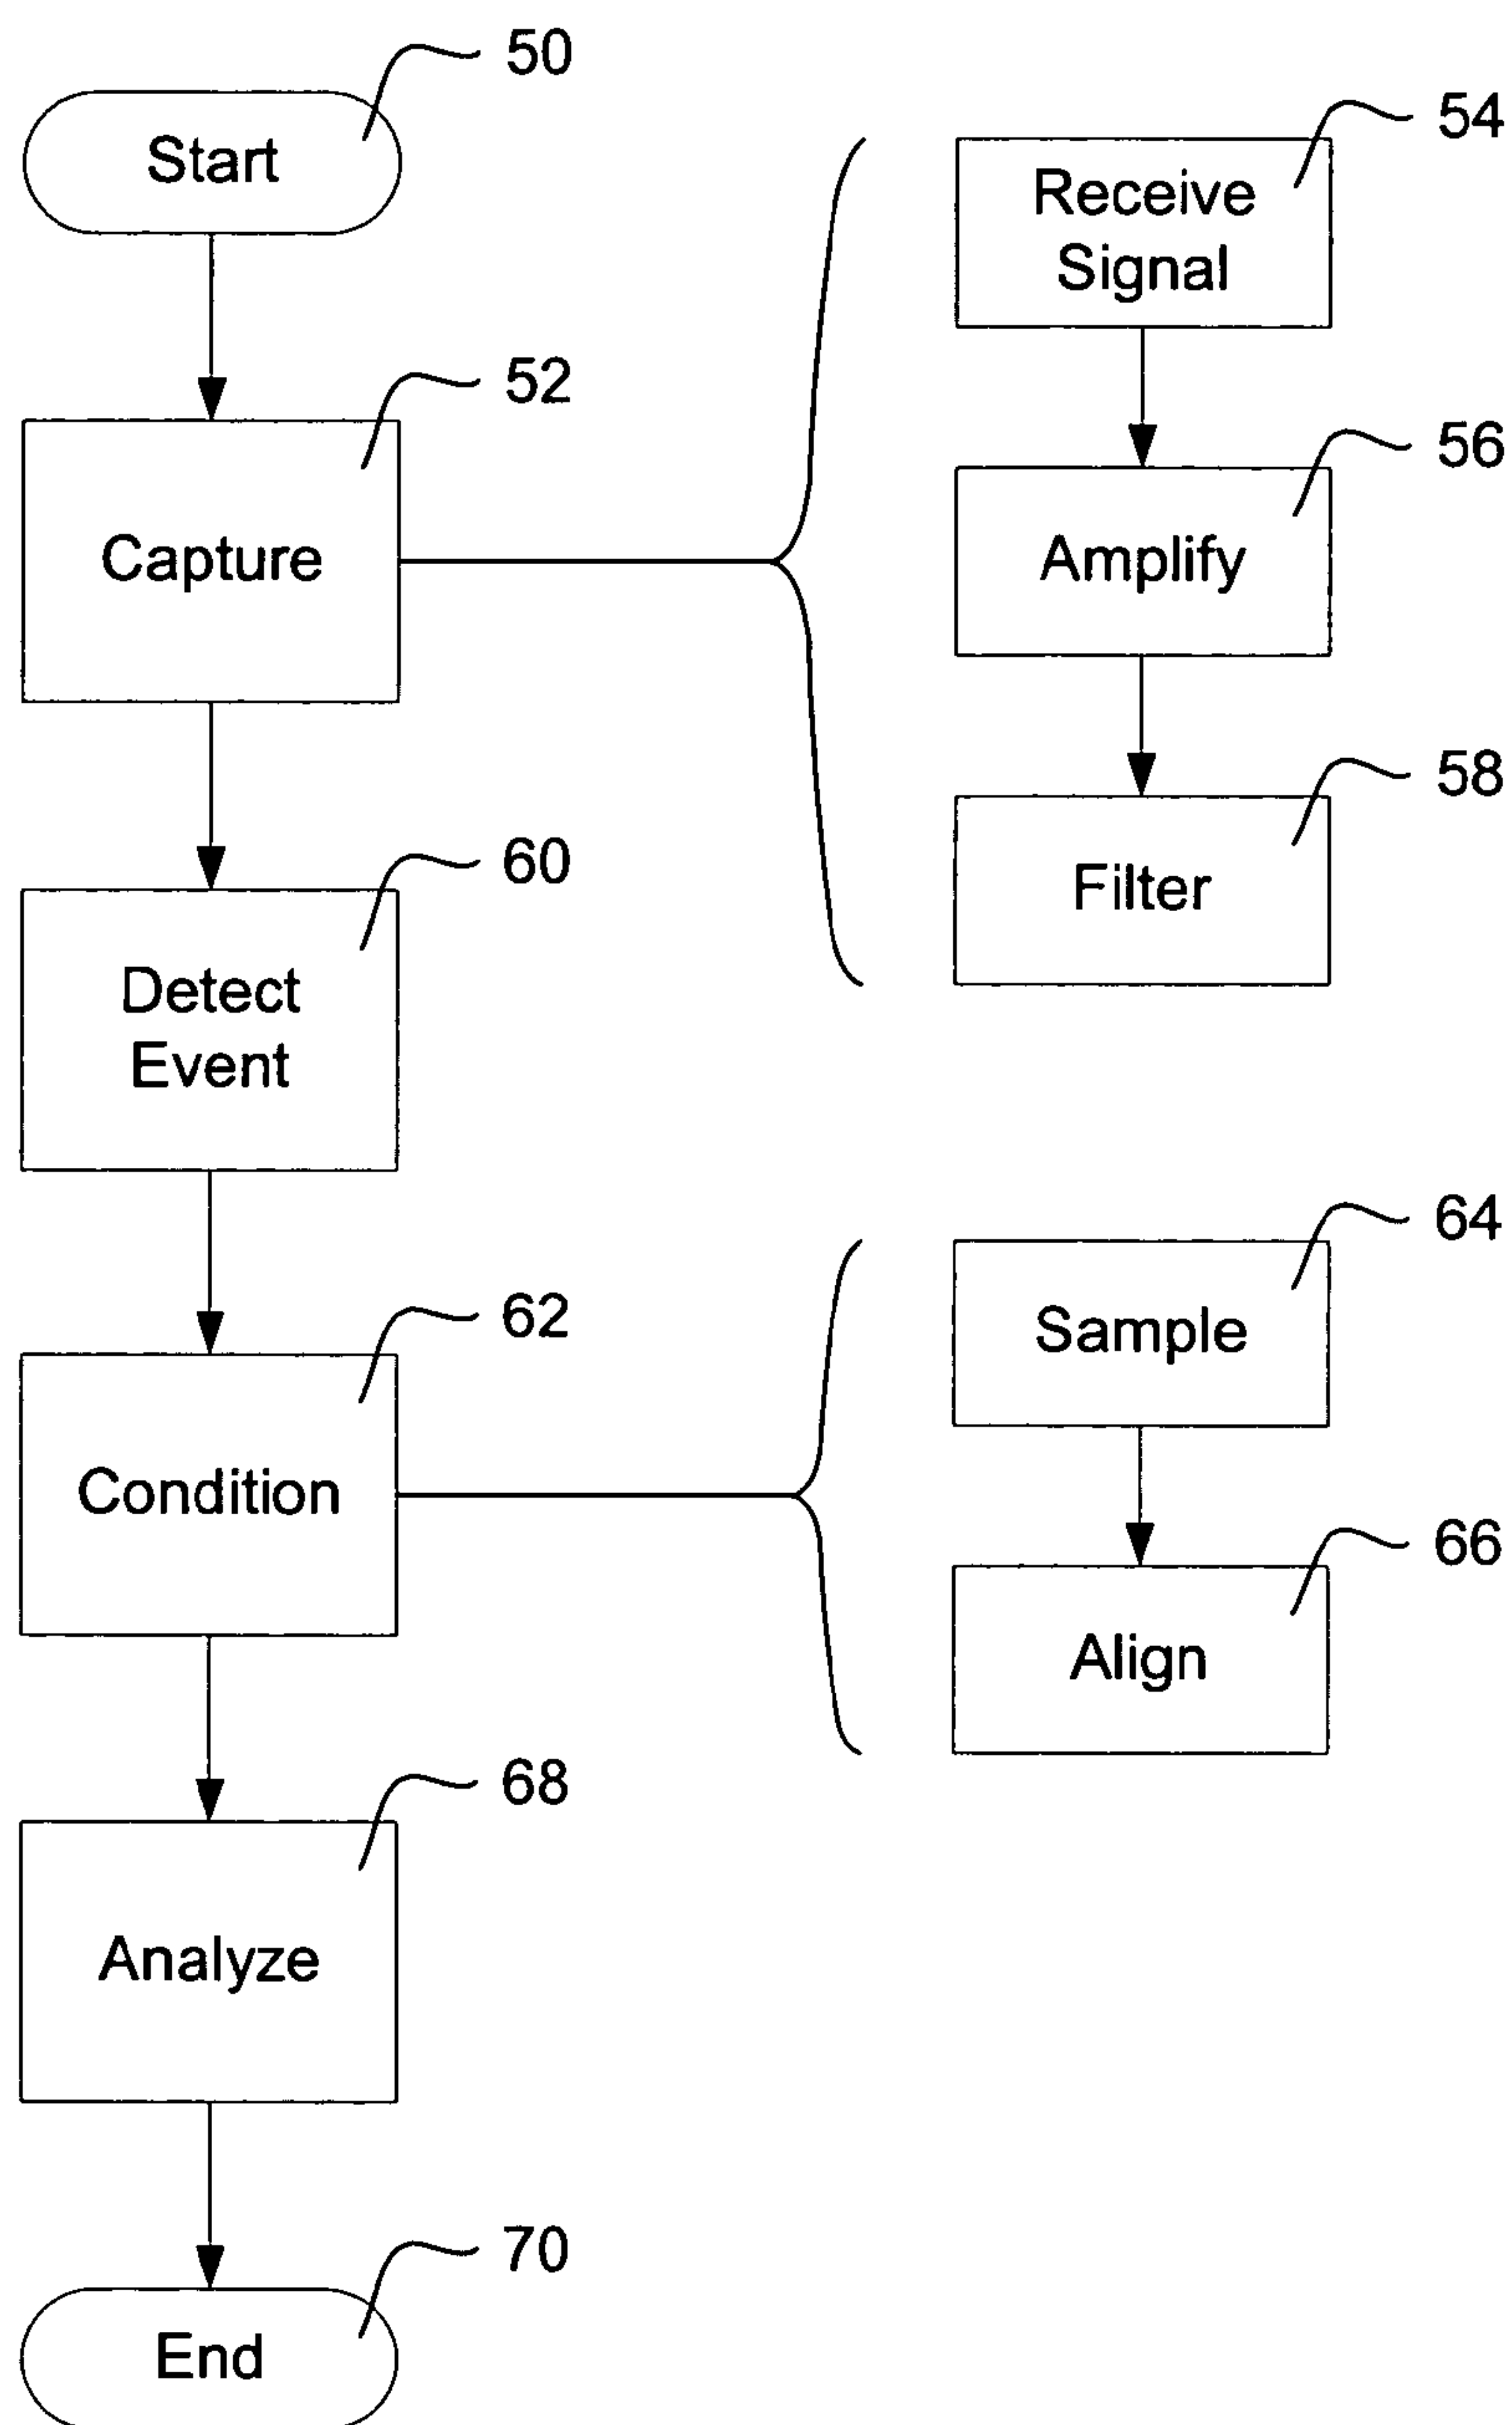 50
Start
52
Capture
54
Receive
Signal
56
Amplify
58
Filter
60
Detect
Event
62
Condition
64
Sample
66
Align
68
Analyze
70
End